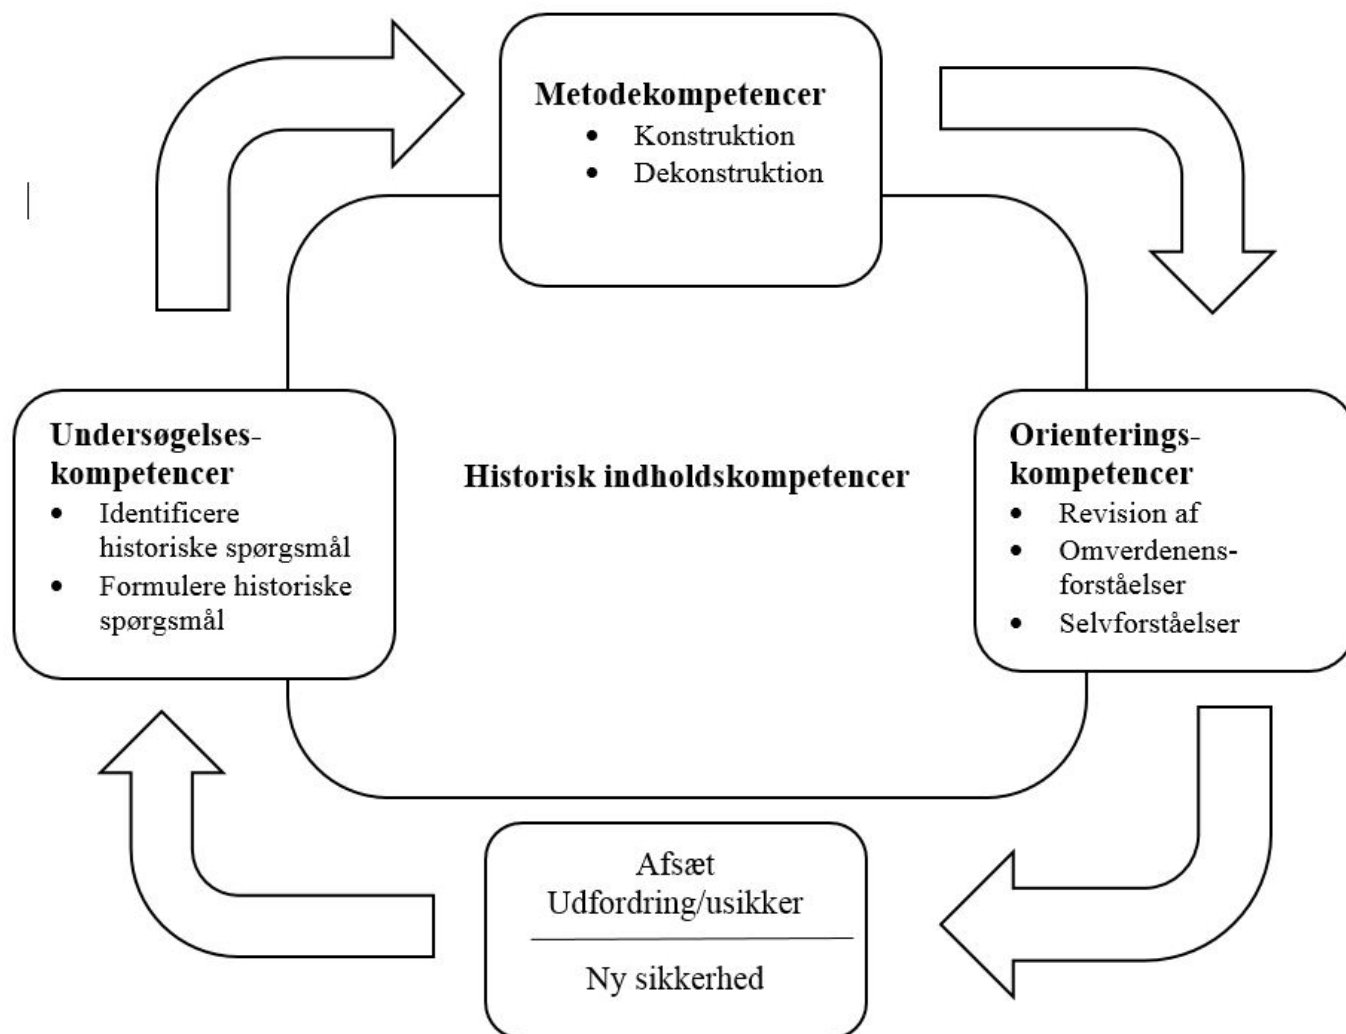 Metodekompetencer
• Konstruktion
• Dekonstruktion
Undersøgelses-
kompetencer
• Identificere
historiske spørgsmål
• Formulere historiske
spørgsmål
Historisk indholdskompetencer
Orienterings-
kompetencer
• Revision af
• Omverdenens-
forståelser
• Selvforståelser
Afsæt
Udfordring/usikker
Ny sikkerhed